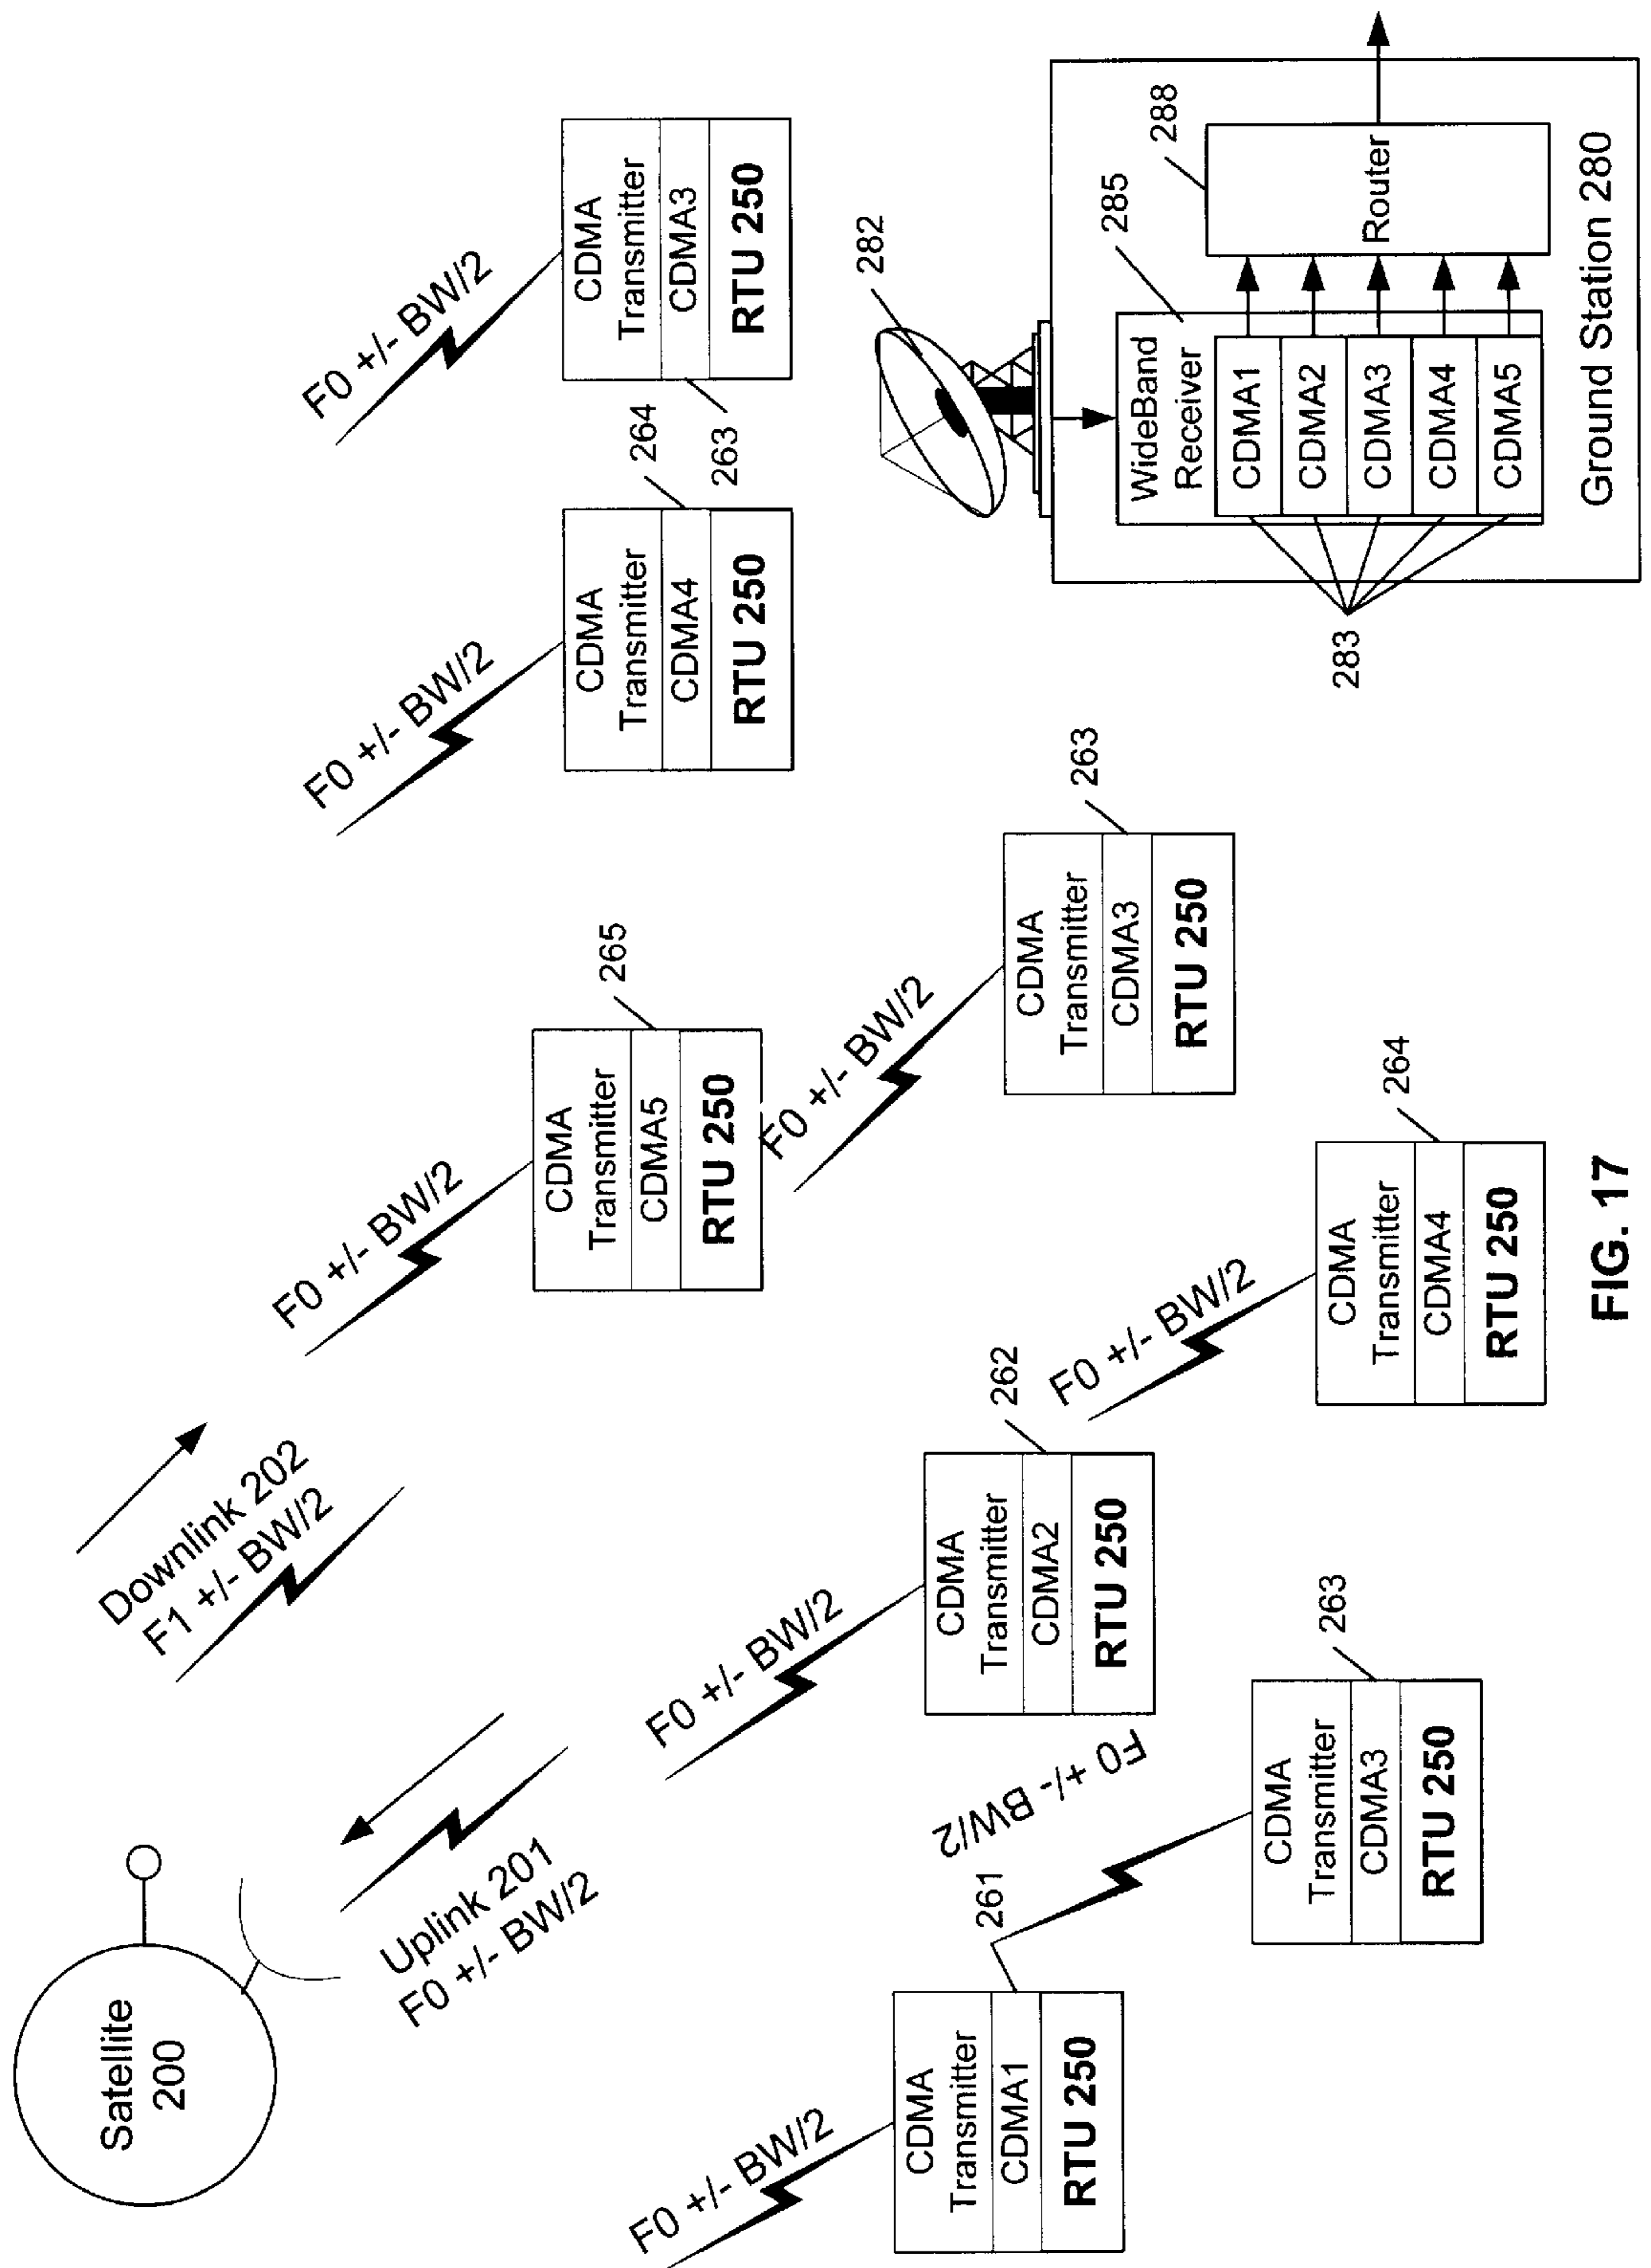 Satellite
200
Uplink 201
F0 +/- BW/2
Downlink 202
F1 +/- BW/2
F0 +/- BW/2
CDMA
Transmitter
CDMA1
RTU 250
261
F0 +/- BW/2
CDMA
Transmitter
CDMA3
RTU 250
263
F0 +/- BW/2
CDMA
Transmitter
CDMA2
RTU 250
262
F0 +/- BW/2
CDMA
Transmitter
CDMA4
RTU 250
264
F0 +/- BW/2
CDMA
Transmitter
CDMA5
RTU 250
265
F0 +/- BW/2
CDMA
Transmitter
CDMA3
RTU 250
263
F0 +/- BW/2
CDMA
Transmitter
CDMA4
RTU 250
264
F0 +/- BW/2
CDMA
Transmitter
CDMA3
RTU 250
263
282
285
288
WideBand
Receiver
CDMA1
CDMA2
CDMA3
CDMA4
CDMA5
283
Router
Ground Station 280
FIG. 17